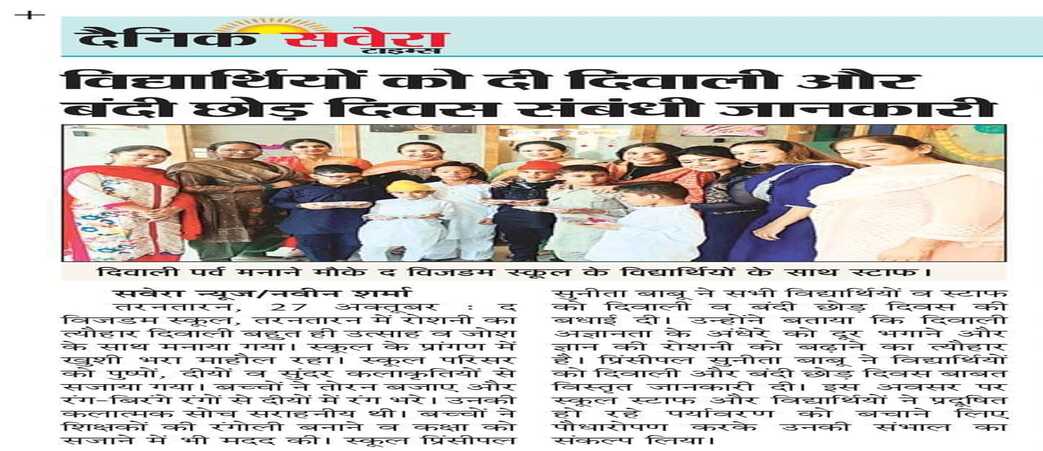 दैनिक सवेरा
टाइम्स
विद्यार्थियों को दी दिवाली और
बंदी छोड़ दिवस संबंधी जानकारी
दिवाली पर्व मनाने मौके द विजडम स्कूल के विद्यार्थियों के साथ स्टाफ।
सवेरा न्यूज/नवीन शर्मा
तरनतारन, 27 अक्तूबर : द
विजडम स्कूल, तरनतारन में रोशनी का
त्यौहार दिवाली बहुत ही उत्साह व जोश
के साथ मनाया गया। स्कूल के प्रांगण में
खुशी भरा माहौल रहा। स्कूल परिसर
को पुष्पों, दीयों व सुंदर कलाकृतियों से
सजाया गया। बच्चों ने तोरन बजाए और
रंग-बिरंगे रंगों से दीयों में रंग भरे। उनकी
कलात्मक सोच सराहनीय थी। बच्चों ने
शिक्षकों की रंगोली बनाने व कक्षा को
सजाने में भी मदद की। स्कूल प्रिंसीपल
सुनीता बाबू ने सभी विद्यार्थियों व स्टाफ
को दिवाली व बंदी छोड़ दिवस की
बधाई दी। उन्होंने बताया कि दिवाली
अज्ञानता के अंधेरे को दूर भगाने और
ज्ञान की रोशनी को बढ़ाने का त्यौहार
है। प्रिंसीपल सुनीता बाबू ने विद्यार्थियों
को दिवाली और बंदी छोड़ दिवस बाबत
विस्तृत जानकारी दी। इस अवसर पर
स्कूल स्टाफ और विद्यार्थियों ने प्रदूषित
हो रहे पर्यावरण को बचाने लिए
पौधारोपण करके उनकी संभाल का
संकल्प लिया।